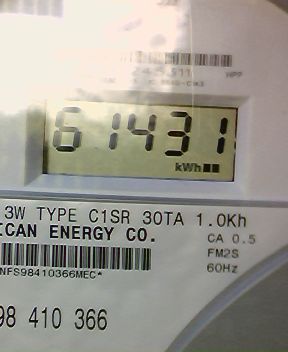 61431
kWh
3W TYPE C1SR 30TA 1.0Kh
ICAN ENERGY CO.
CA 0.5
FM2S
60Hz
NFS98410366MEC*
98 410 366